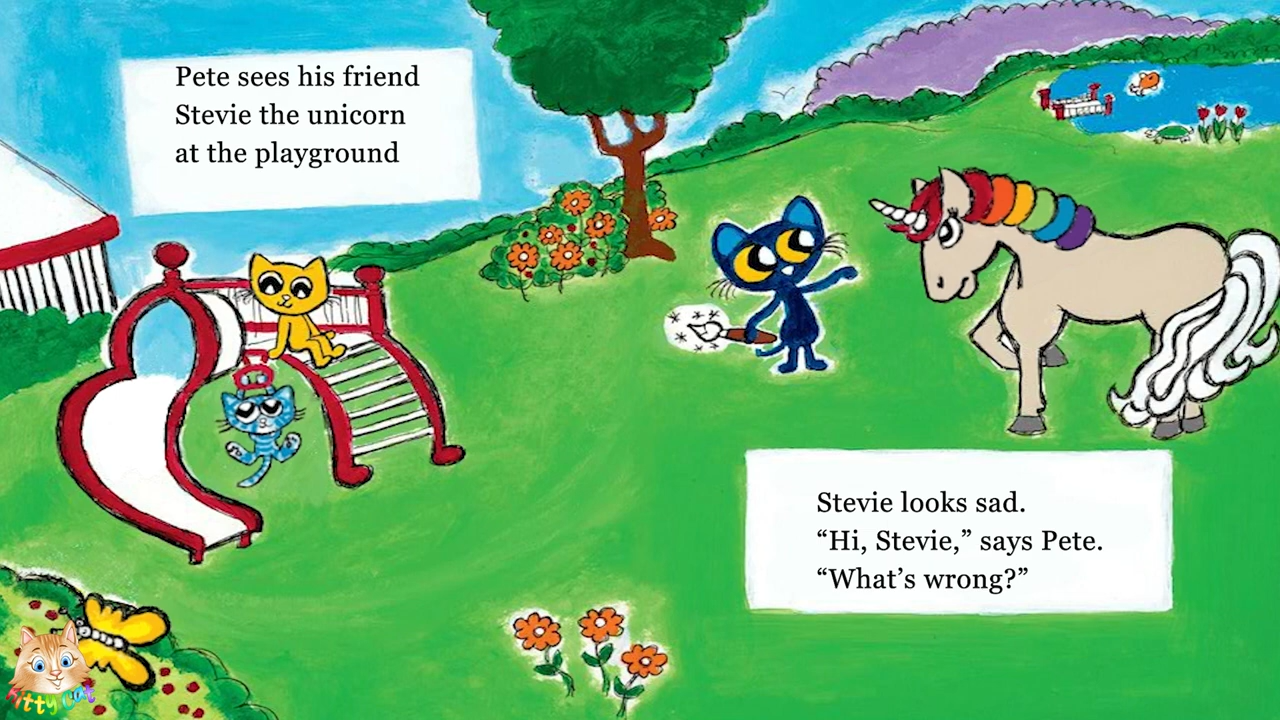 Pete sees his friend
Stevie the unicorn
at the playground
Stevie looks sad.
“Hi, Stevie,” says Pete.
“What’s wrong?”
Kitty Cat